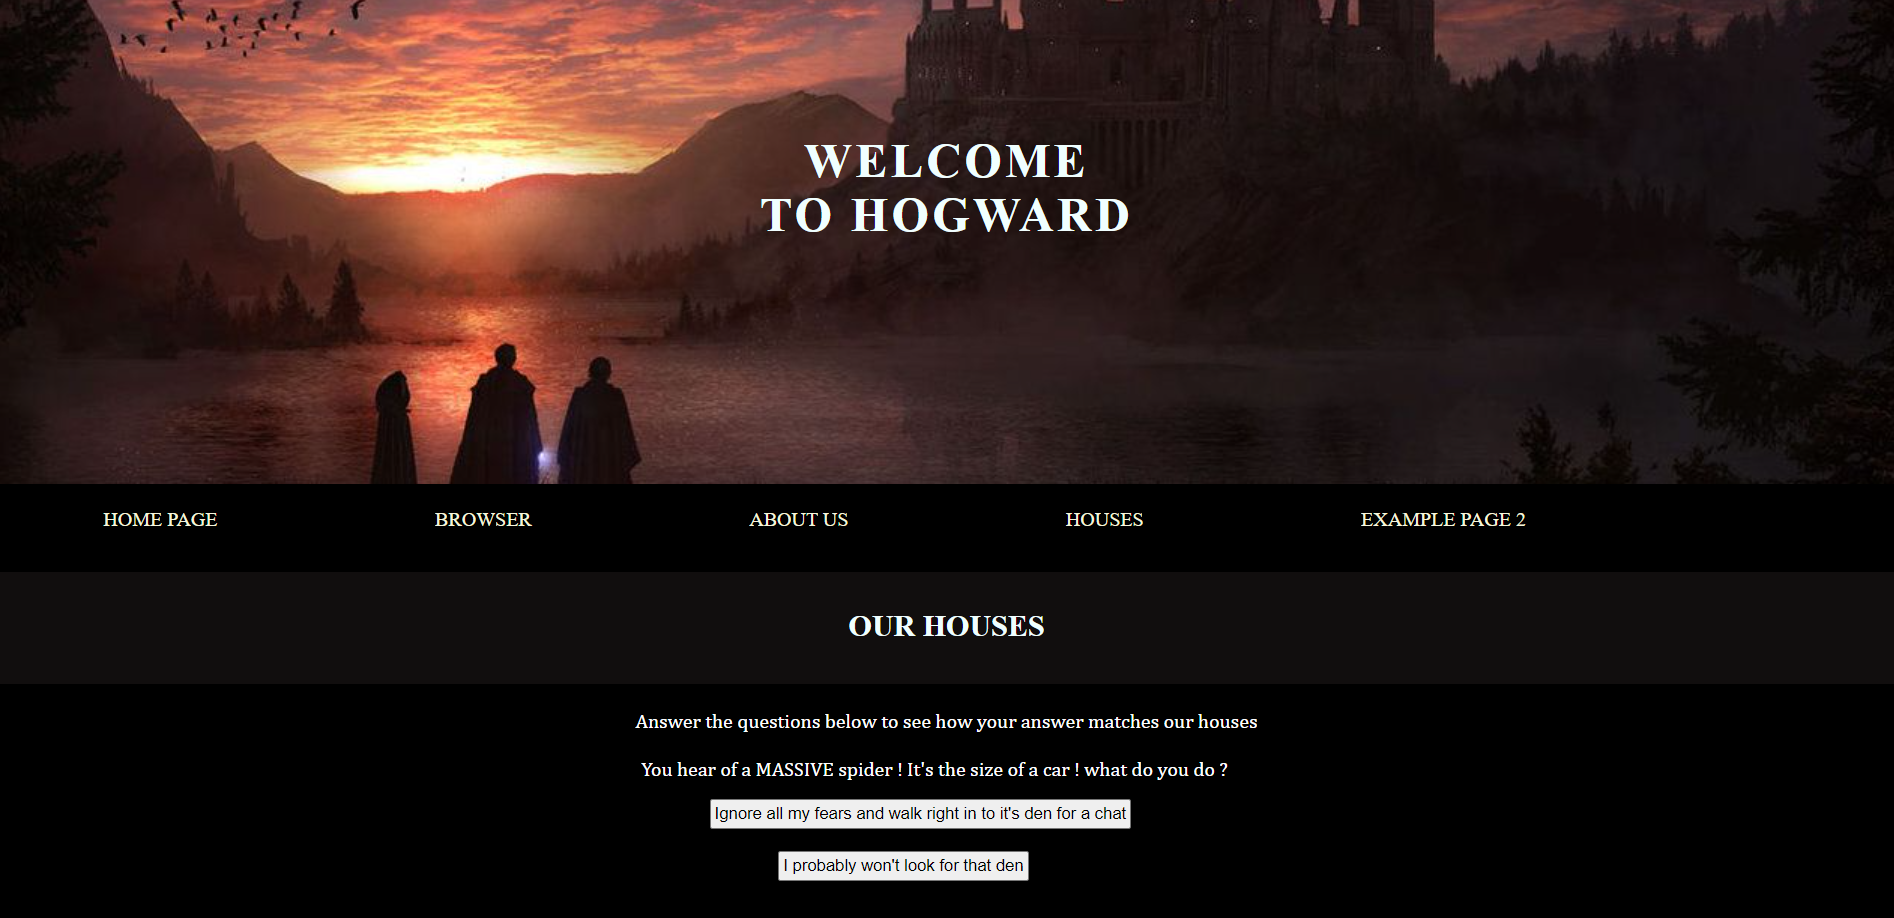 WELCOME
TO HOGWARD
HOME PAGE
BROWSER
ABOUT US
HOUSES
EXAMPLE PAGE 2
OUR HOUSES
Answer the questions below to see how your answer matches our houses
You hear of a MASSIVE spider ! It's the size of a car ! what do you do ?
Ignore all my fears and walk right in to it's den for a chat
I probably won't look for that den